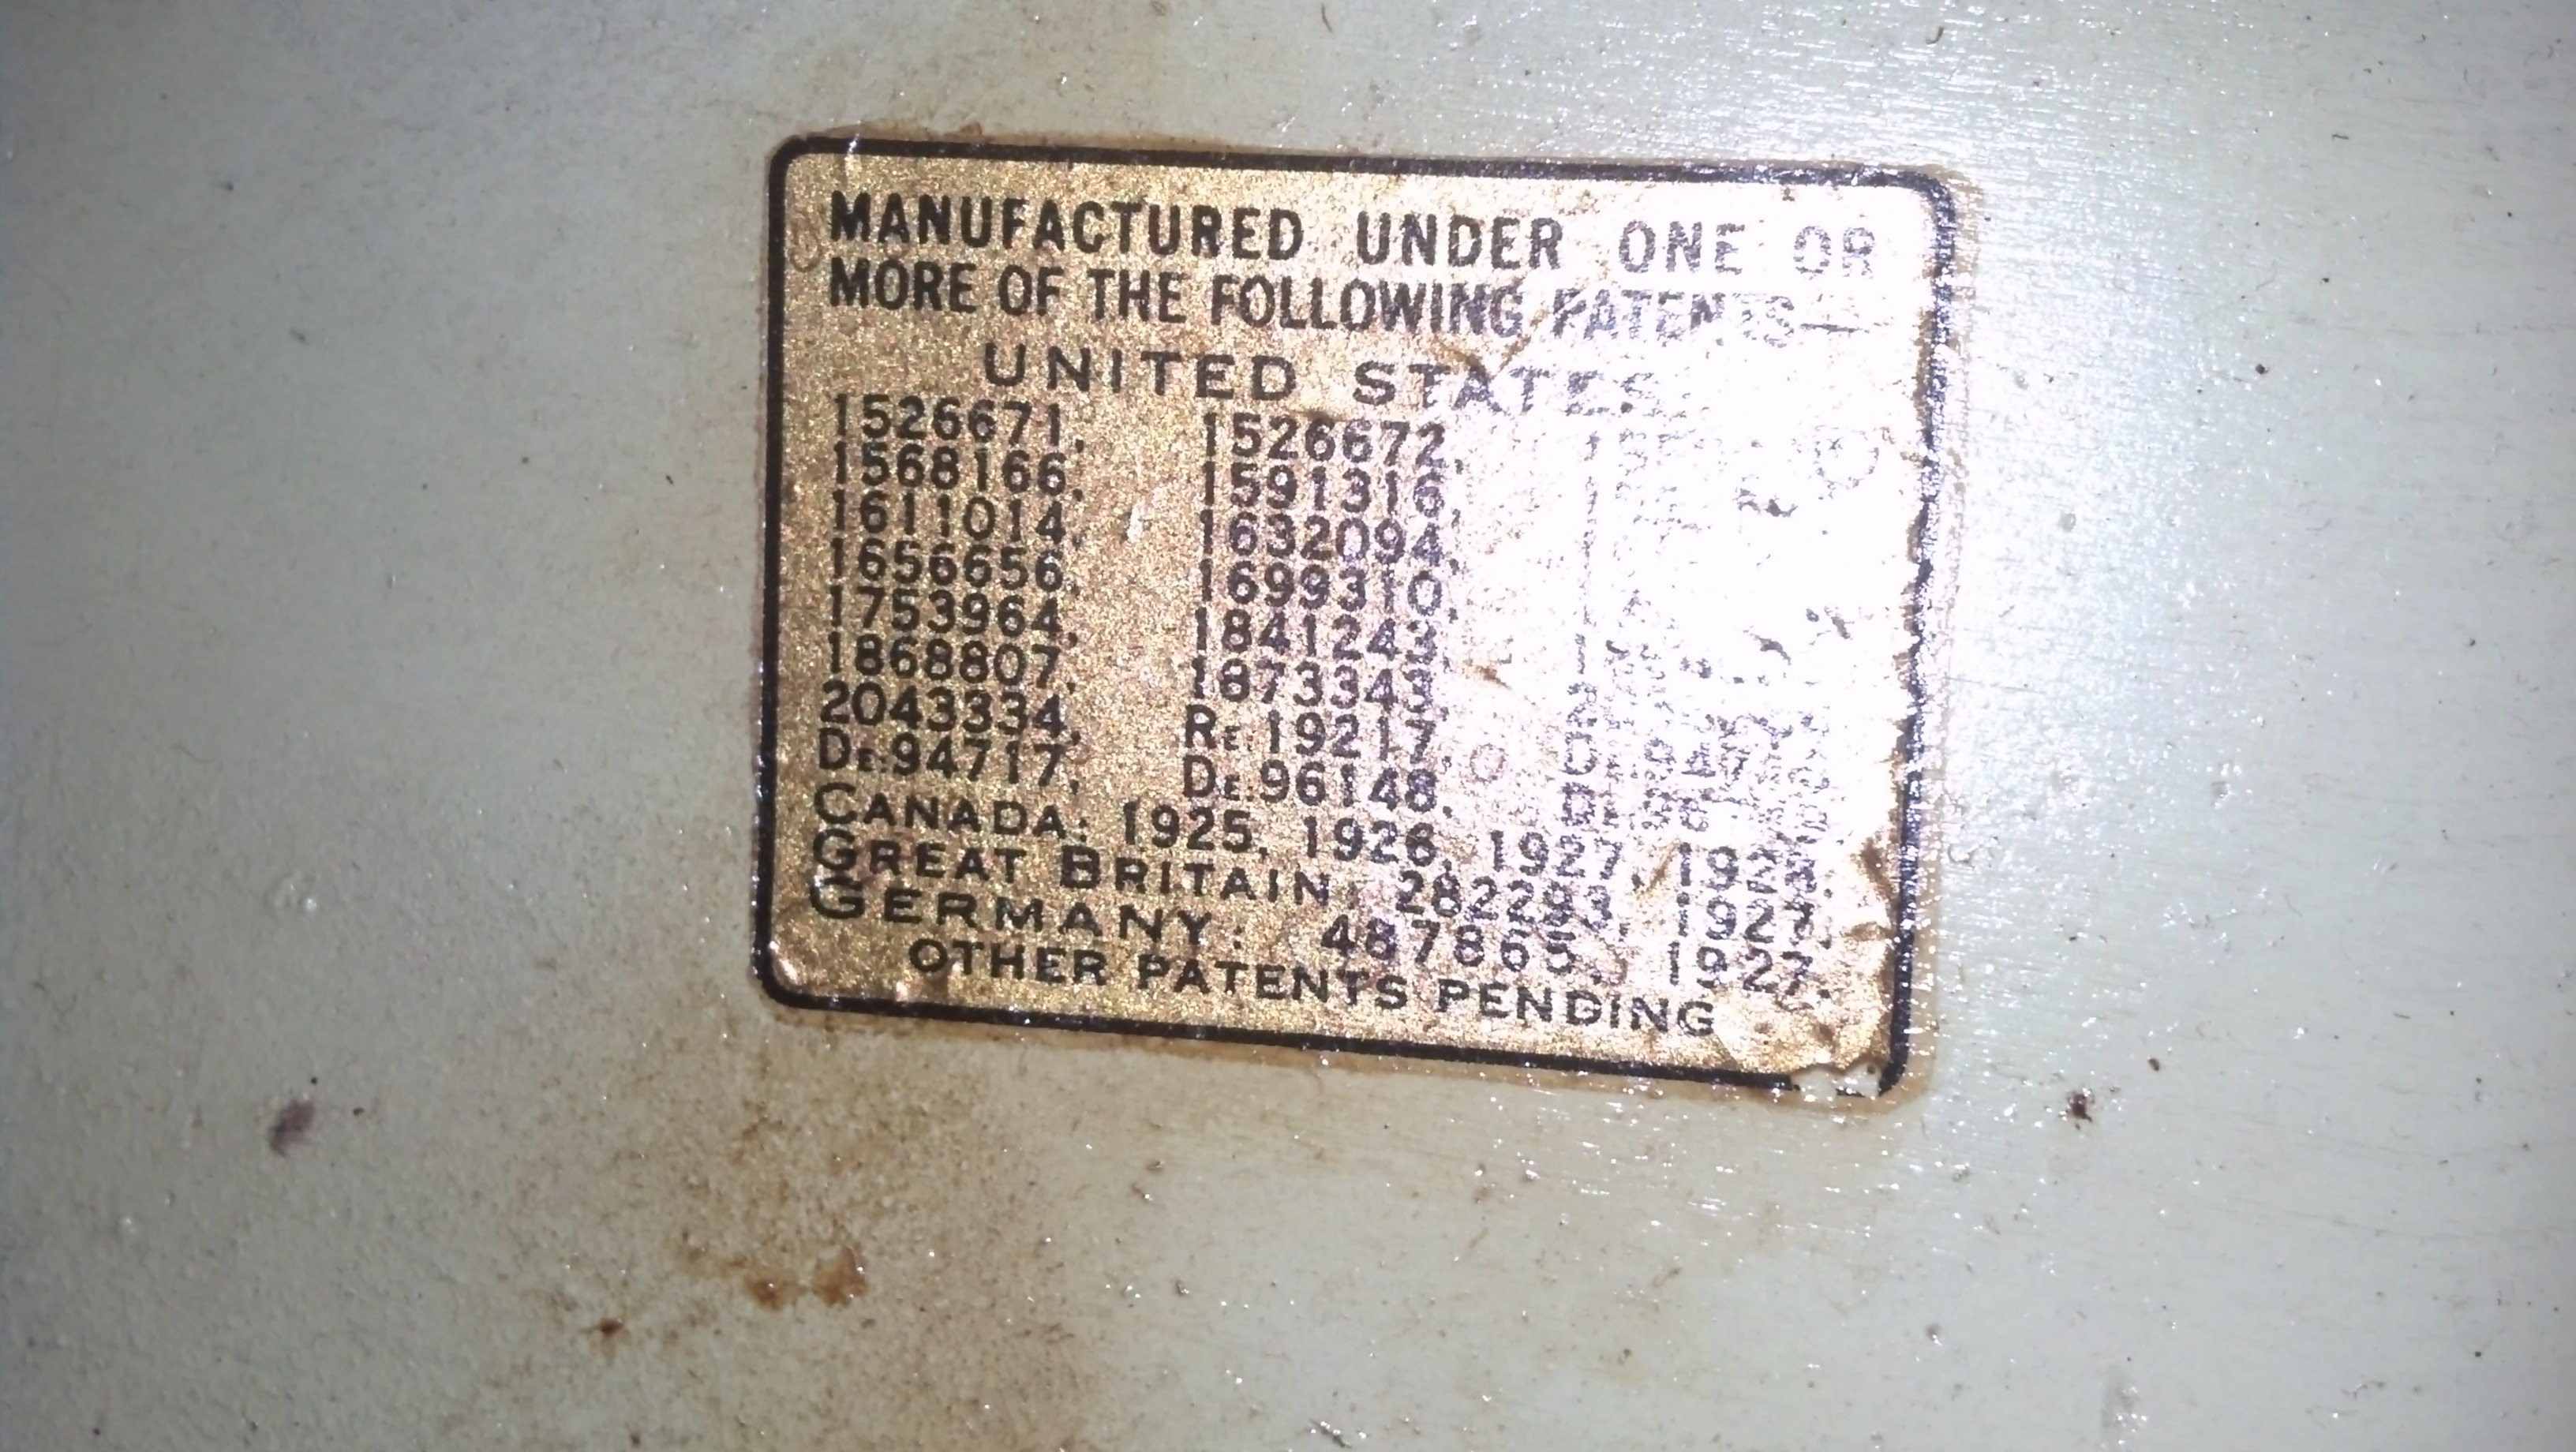 MANUFACTURED UNDER ONE OR
MORE OF THE FOLLOWING PATENTS—
UNITED STATES
1526671, 1526672,
1568166, 1591316,
1611014, 1632094,
1656656, 1699310,
1753964, 1841243,
1868807, 1873343,
2043334, RE:19217,
DE:94717, DE:96148,
CANADA: 1925, 1926, 1927, 1928.
GREAT BRITAIN: 282293, 1927.
GERMANY: 487865, 1927.
OTHER PATENTS PENDING